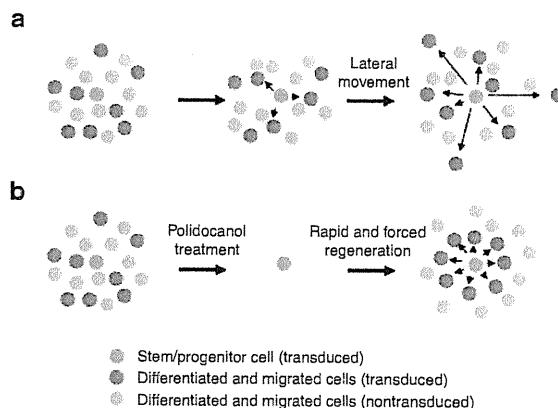 a
Lateral
movement
b
Polidocanol
treatment
Rapid and forced
regeneration
Stem/progenitor cell (transduced)
Differentiated and migrated cells (transduced)
Differentiated and migrated cells (nontransduced)